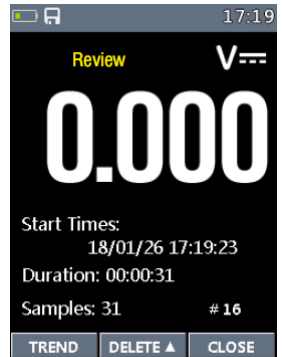 17:19
Review V
0.000
Start Times:
18/01/26 17:19:23
Duration: 00:00:31
Samples: 31 # 16
TREND DELETE ▲ CLOSE